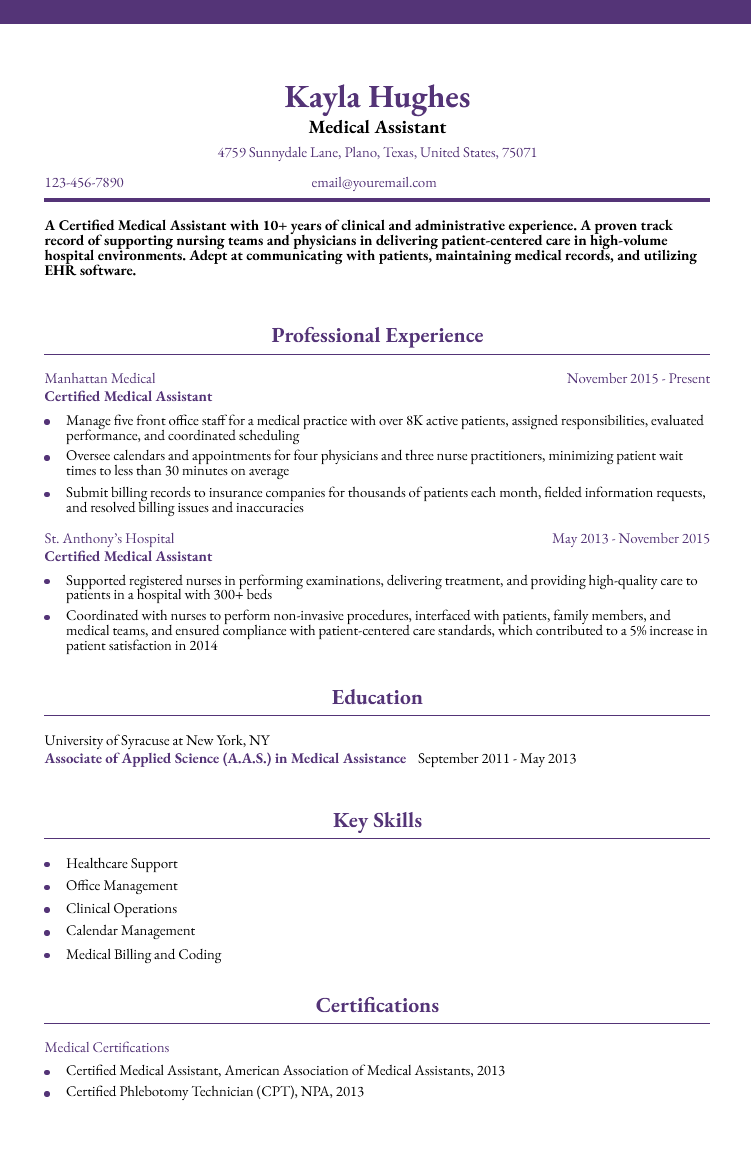 Kayla Hughes
Medical Assistant
4759 Sunnydale Lane, Plano, Texas, United States, 75071
123-456-7890 email@youremail.com
A Certified Medical Assistant with 10+ years of clinical and administrative experience. A proven track
record of supporting nursing teams and physicians in delivering patient-centered care in high-volume
hospital environments. Adept at communicating with patients, maintaining medical records, and utilizing
EHR software.
Professional Experience
Manhattan Medical November 2015 - Present
Certified Medical Assistant
• Manage five front office staff for a medical practice with over 8K active patients, assigned responsibilities, evaluated
performance, and coordinated scheduling
• Oversee calendars and appointments for four physicians and three nurse practitioners, minimizing patient wait
times to less than 30 minutes on average
• Submit billing records to insurance companies for thousands of patients each month, fielded information requests,
and resolved billing issues and inaccuracies
St. Anthony’s Hospital May 2013 - November 2015
Certified Medical Assistant
• Supported registered nurses in performing examinations, delivering treatment, and providing high-quality care to
patients in a hospital with 300+ beds
• Coordinated with nurses to perform non-invasive procedures, interfaced with patients, family members, and
medical teams, and ensured compliance with patient-centered care standards, which contributed to a 5% increase in
patient satisfaction in 2014
Education
University of Syracuse at New York, NY
Associate of Applied Science (A.A.S.) in Medical Assistance September 2011 - May 2013
Key Skills
• Healthcare Support
• Office Management
• Clinical Operations
• Calendar Management
• Medical Billing and Coding
Certifications
Medical Certifications
• Certified Medical Assistant, American Association of Medical Assistants, 2013
• Certified Phlebotomy Technician (CPT), NPA, 2013